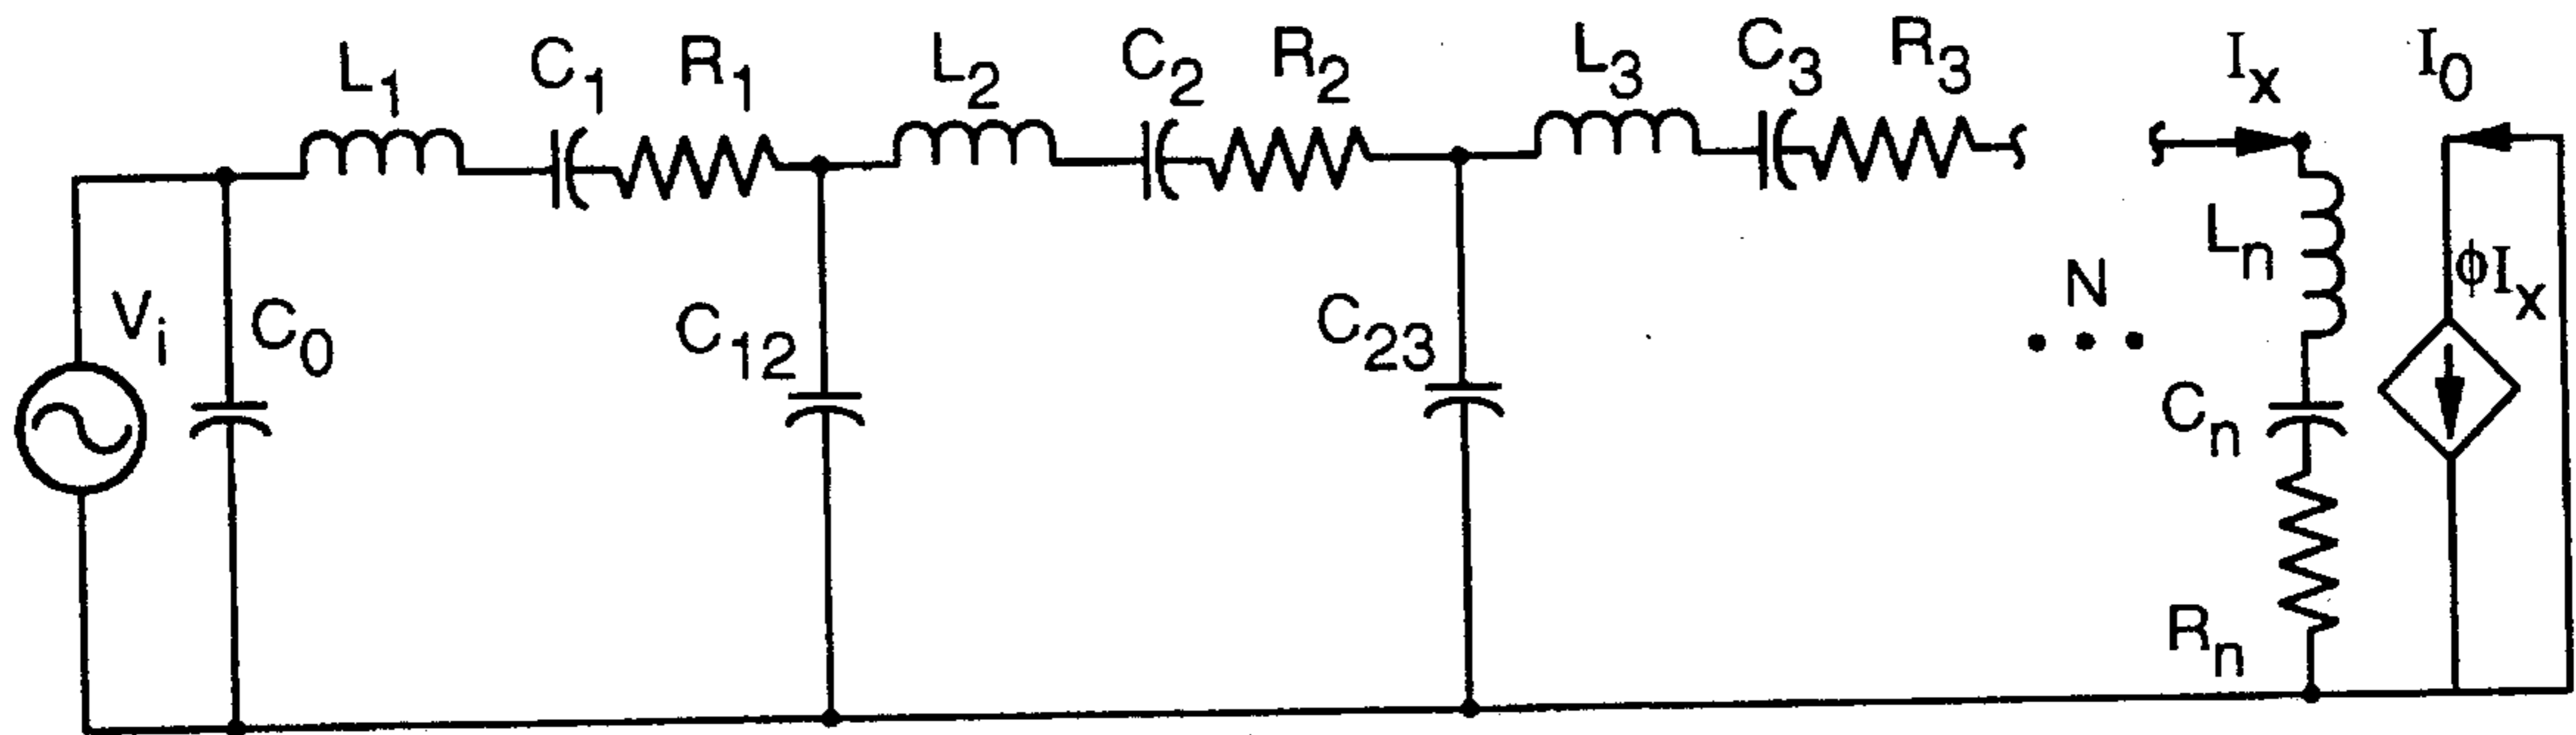 L1 C1 R1 L2 C2 R2 L3 C3 R3 Ix I0
Vi C0 C12 C23 N Ln ϕIx
• • •
Cn
Rn